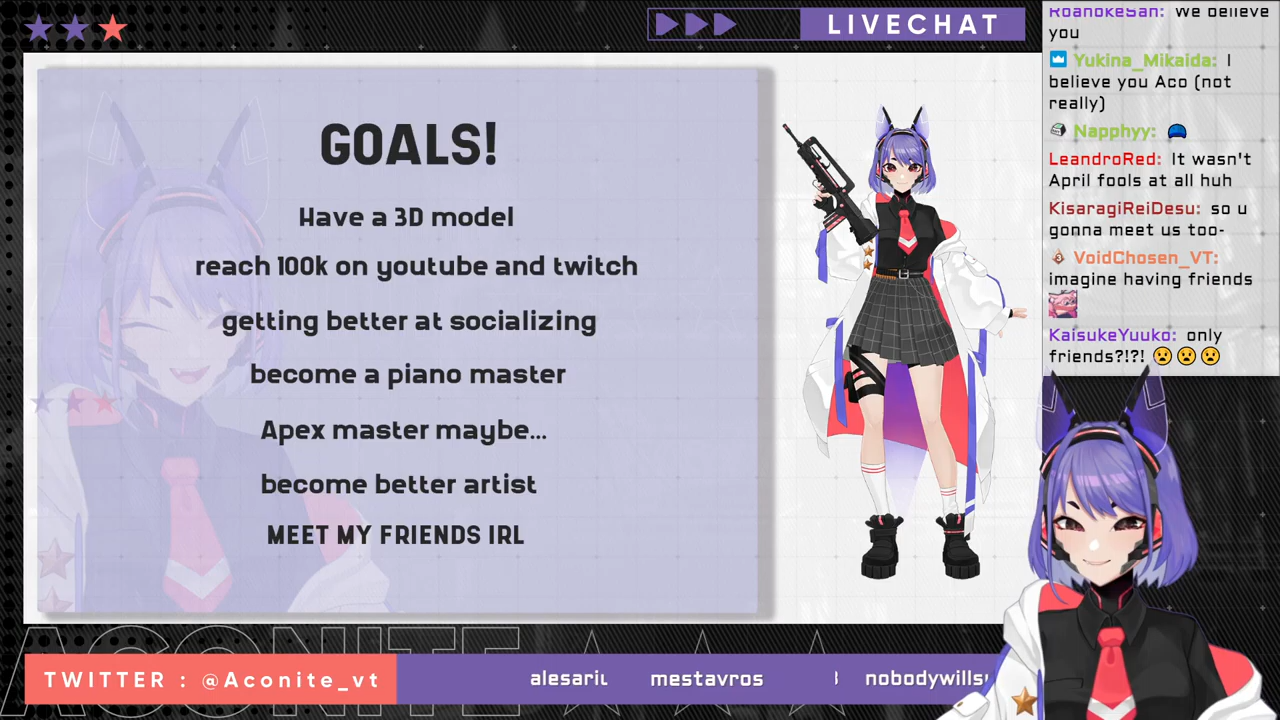 LIVECHAT
GOALS!
Have a 3D model
reach 100k on youtube and twitch
getting better at socializing
become a piano master
Apex master maybe...
become better artist
MEET MY FRIENDS IRL
RoanokeSan: We believe
you
Yukina_Mikaida: I
believe you Aco (not
really)
Napphyy:
LeandroRed: It wasn't
April fools at all huh
KisaragiReiDesu: so u
gonna meet us too-
VoidChosen_VT:
imagine having friends
KaisukeYuuko: only
friends?!?!
ACONITE
TWITTER : @Aconite_vt
mestavros